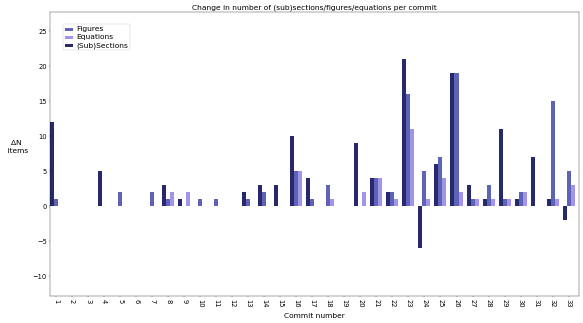 Change in number of (sub)sections/figures/equations per commit
Figures
Equations
(Sub)Sections
25
20
15
10
5
0
−5
−10
ΔN
items
1 2 3 4 5 6 7 8 9 10 11 12 13 14 15 16 17 18 19 20 21 22 23 24 25 26 27 28 29 30 31 32 33
Commit number